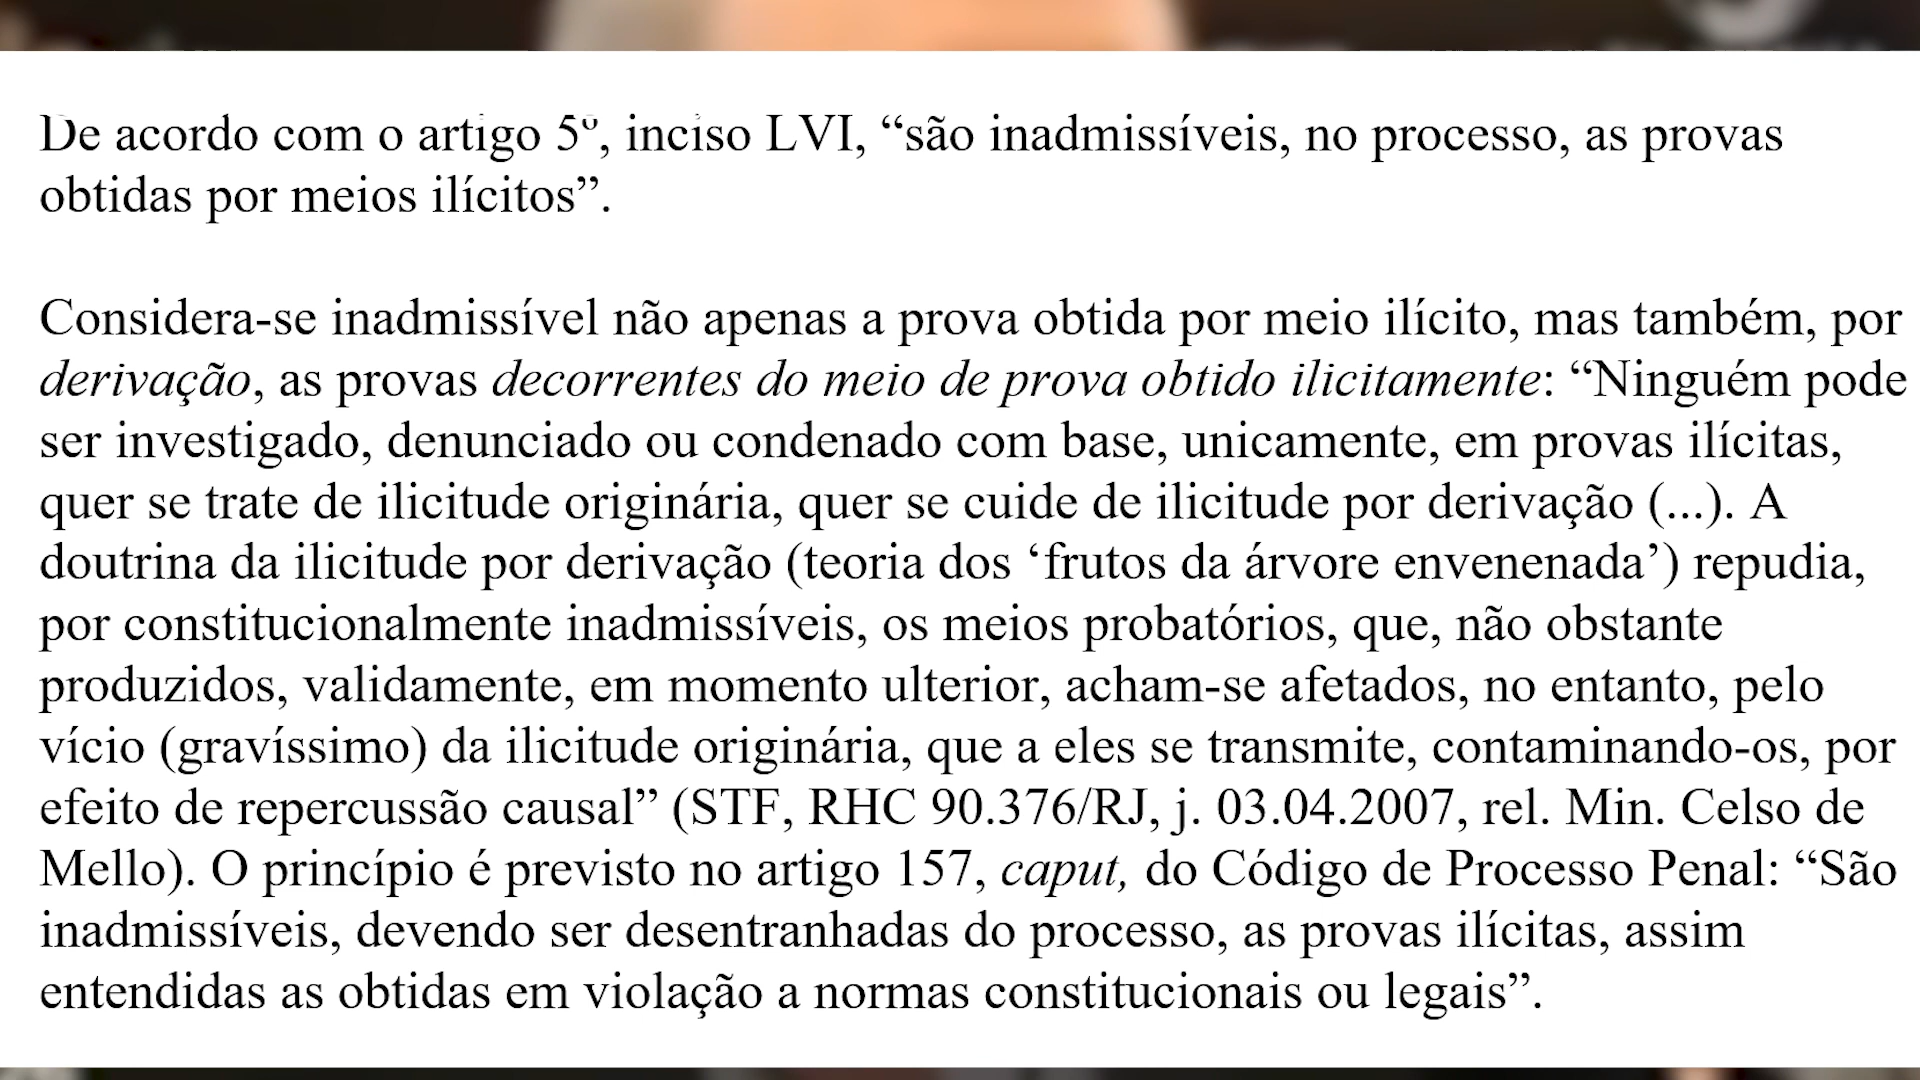 De acordo com o artigo 5º, inciso LVI, “são inadmissíveis, no processo, as provas
obtidas por meios ilícitos”.
Considera-se inadmissível não apenas a prova obtida por meio ilícito, mas também, por
derivação, as provas decorrentes do meio de prova obtido ilicitamente: “Ninguém pode
ser investigado, denunciado ou condenado com base, unicamente, em provas ilícitas,
quer se trate de ilicitude originária, quer se cuide de ilicitude por derivação (...). A
doutrina da ilicitude por derivação (teoria dos ‘frutos da árvore envenenada’) repudia,
por constitucionalmente inadmissíveis, os meios probatórios, que, não obstante
produzidos, validamente, em momento ulterior, acham-se afetados, no entanto, pelo
vício (gravíssimo) da ilicitude originária, que a eles se transmite, contaminando-os, por
efeito de repercussão causal” (STF, RHC 90.376/RJ, j. 03.04.2007, rel. Min. Celso de
Mello). O princípio é previsto no artigo 157, caput, do Código de Processo Penal: “São
inadmissíveis, devendo ser desentranhadas do processo, as provas ilícitas, assim
entendidas as obtidas em violação a normas constitucionais ou legais”.